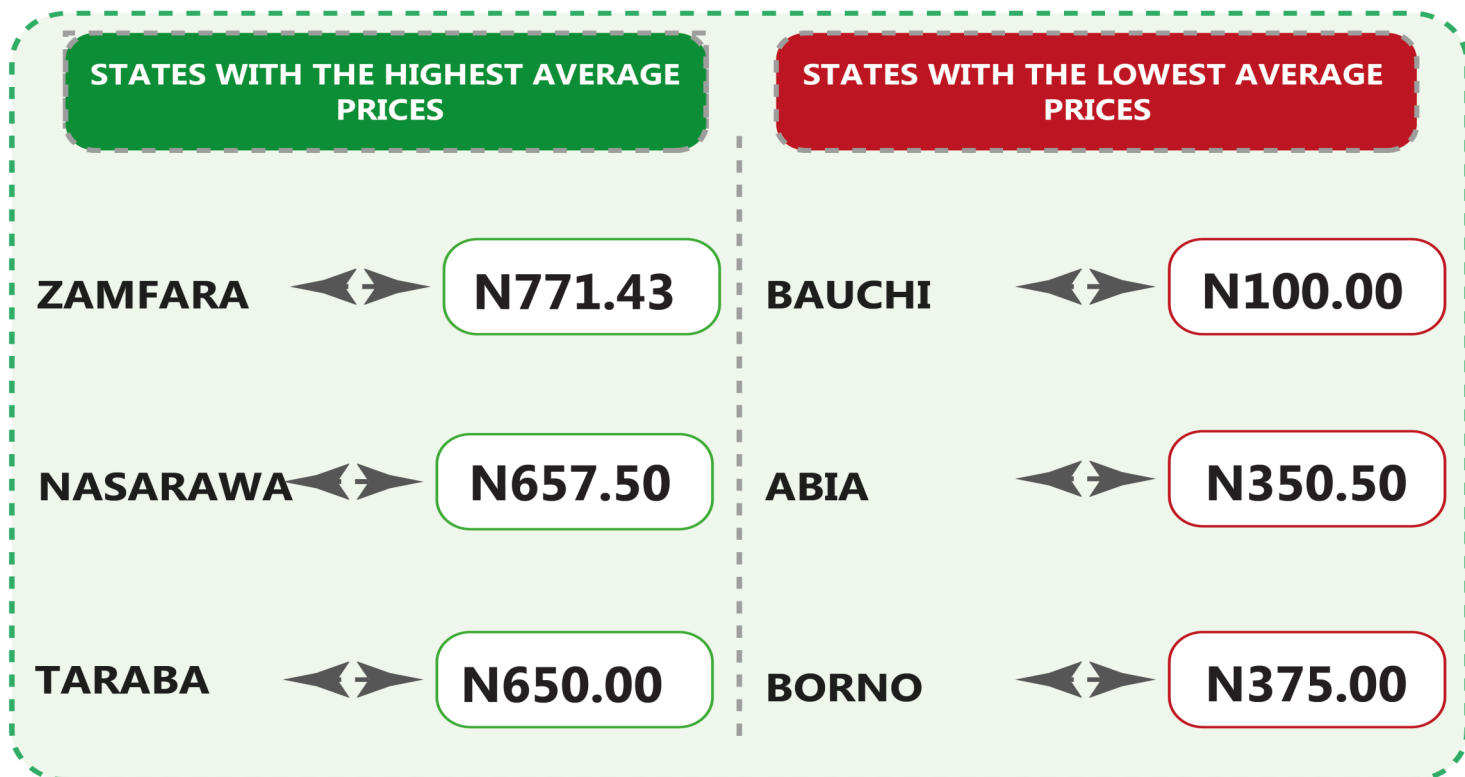 STATES WITH THE HIGHEST AVERAGE
PRICES
ZAMFARA N771.43
NASARAWA N657.50
TARABA N650.00
STATES WITH THE LOWEST AVERAGE
PRICES
BAUCHI N100.00
ABIA N350.50
BORNO N375.00